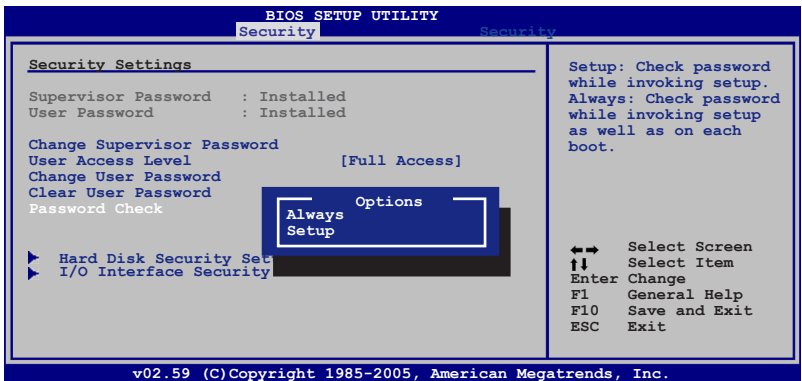 BIOS SETUP UTILITY
Security Security
Security Settings
Supervisor Password : Installed
User Password : Installed
Change Supervisor Password
User Access Level [Full Access]
Change User Password
Clear User Password
Password Check
Options
Always
Setup
Hard Disk Security Set
I/O Interface Security
Setup: Check password
while invoking setup.
Always: Check password
while invoking setup
as well as on each
boot.
Select Screen
Select Item
Enter Change
F1 General Help
F10 Save and Exit
ESC Exit
v02.59 (C)Copyright 1985-2005, American Megatrends, Inc.